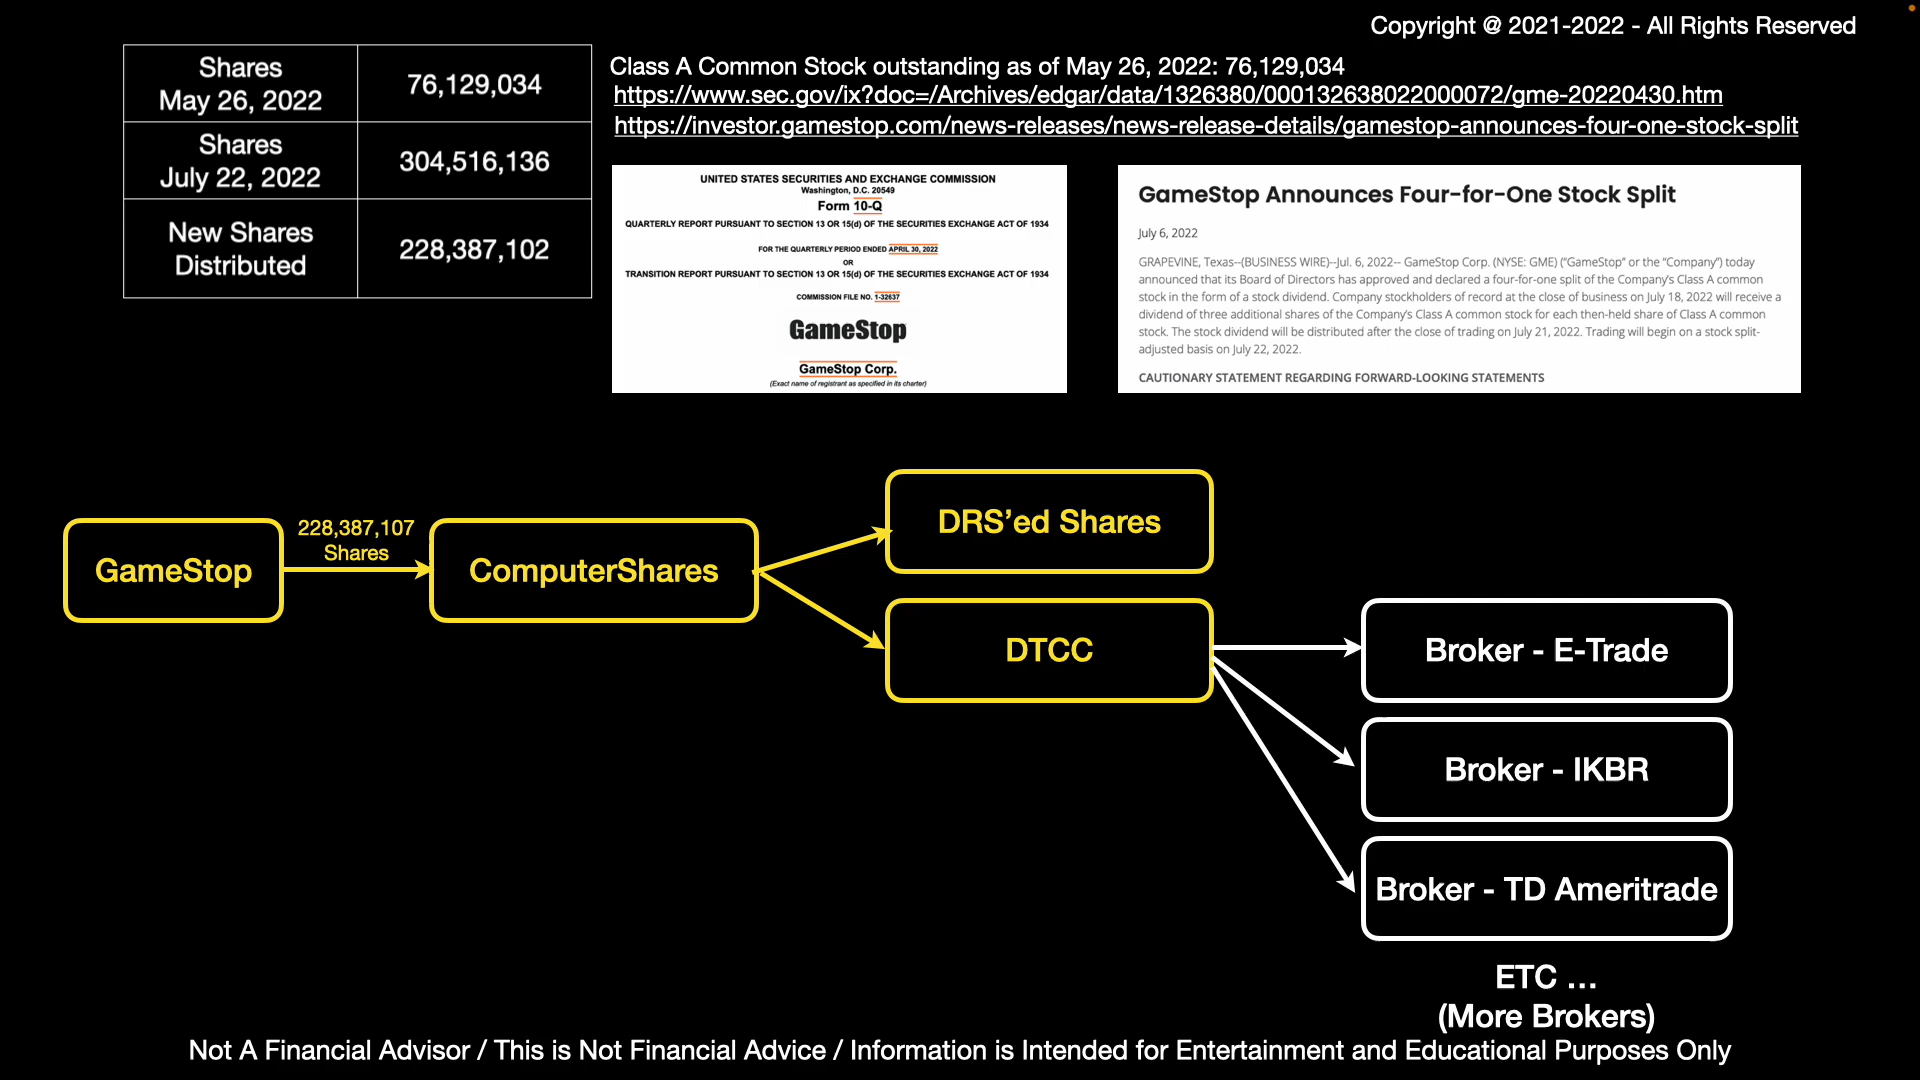 Copyright @ 2021-2022 - All Rights Reserved
Shares
May 26, 2022
76,129,034
Shares
July 22, 2022
304,516,136
New Shares
Distributed
228,387,102
Class A Common Stock outstanding as of May 26, 2022: 76,129,034
https://www.sec.gov/ix?doc=/Archives/edgar/data/1326380/000132638022000072/gme-20220430.htm
https://investor.gamestop.com/news-releases/news-release-details/gamestop-announces-four-one-stock-split
UNITED STATES SECURITIES AND EXCHANGE COMMISSION
Washington, D.C. 20549
Form 10-Q
QUARTERLY REPORT PURSUANT TO SECTION 13 OR 15(d) OF THE SECURITIES EXCHANGE ACT OF 1934
FOR THE QUARTERLY PERIOD ENDED APRIL 30, 2022
OR
TRANSITION REPORT PURSUANT TO SECTION 13 OR 15(d) OF THE SECURITIES EXCHANGE ACT OF 1934
COMMISSION FILE NO. 1-32637
GameStop
GameStop Corp.
(Exact name of registrant as specified in its charter)
GameStop Announces Four-for-One Stock Split
July 6, 2022
GRAPEVINE, Texas--(BUSINESS WIRE)--Jul. 6, 2022-- GameStop Corp. (NYSE: GME) (“GameStop” or the “Company”) today
announced that its Board of Directors has approved and declared a four-for-one split of the Company’s Class A common
stock in the form of a stock dividend. Company stockholders of record at the close of business on July 18, 2022 will receive a
dividend of three additional shares of the Company’s Class A common stock for each then-held share of Class A common
stock. The stock dividend will be distributed after the close of trading on July 21, 2022. Trading will begin on a stock split-
adjusted basis on July 22, 2022.
CAUTIONARY STATEMENT REGARDING FORWARD-LOOKING STATEMENTS
GameStop
228,387,107
Shares
ComputerShares
DRS’ed Shares
DTCC
Broker - E-Trade
Broker - IKBR
Broker - TD Ameritrade
ETC ...
(More Brokers)
Not A Financial Advisor / This is Not Financial Advice / Information is Intended for Entertainment and Educational Purposes Only